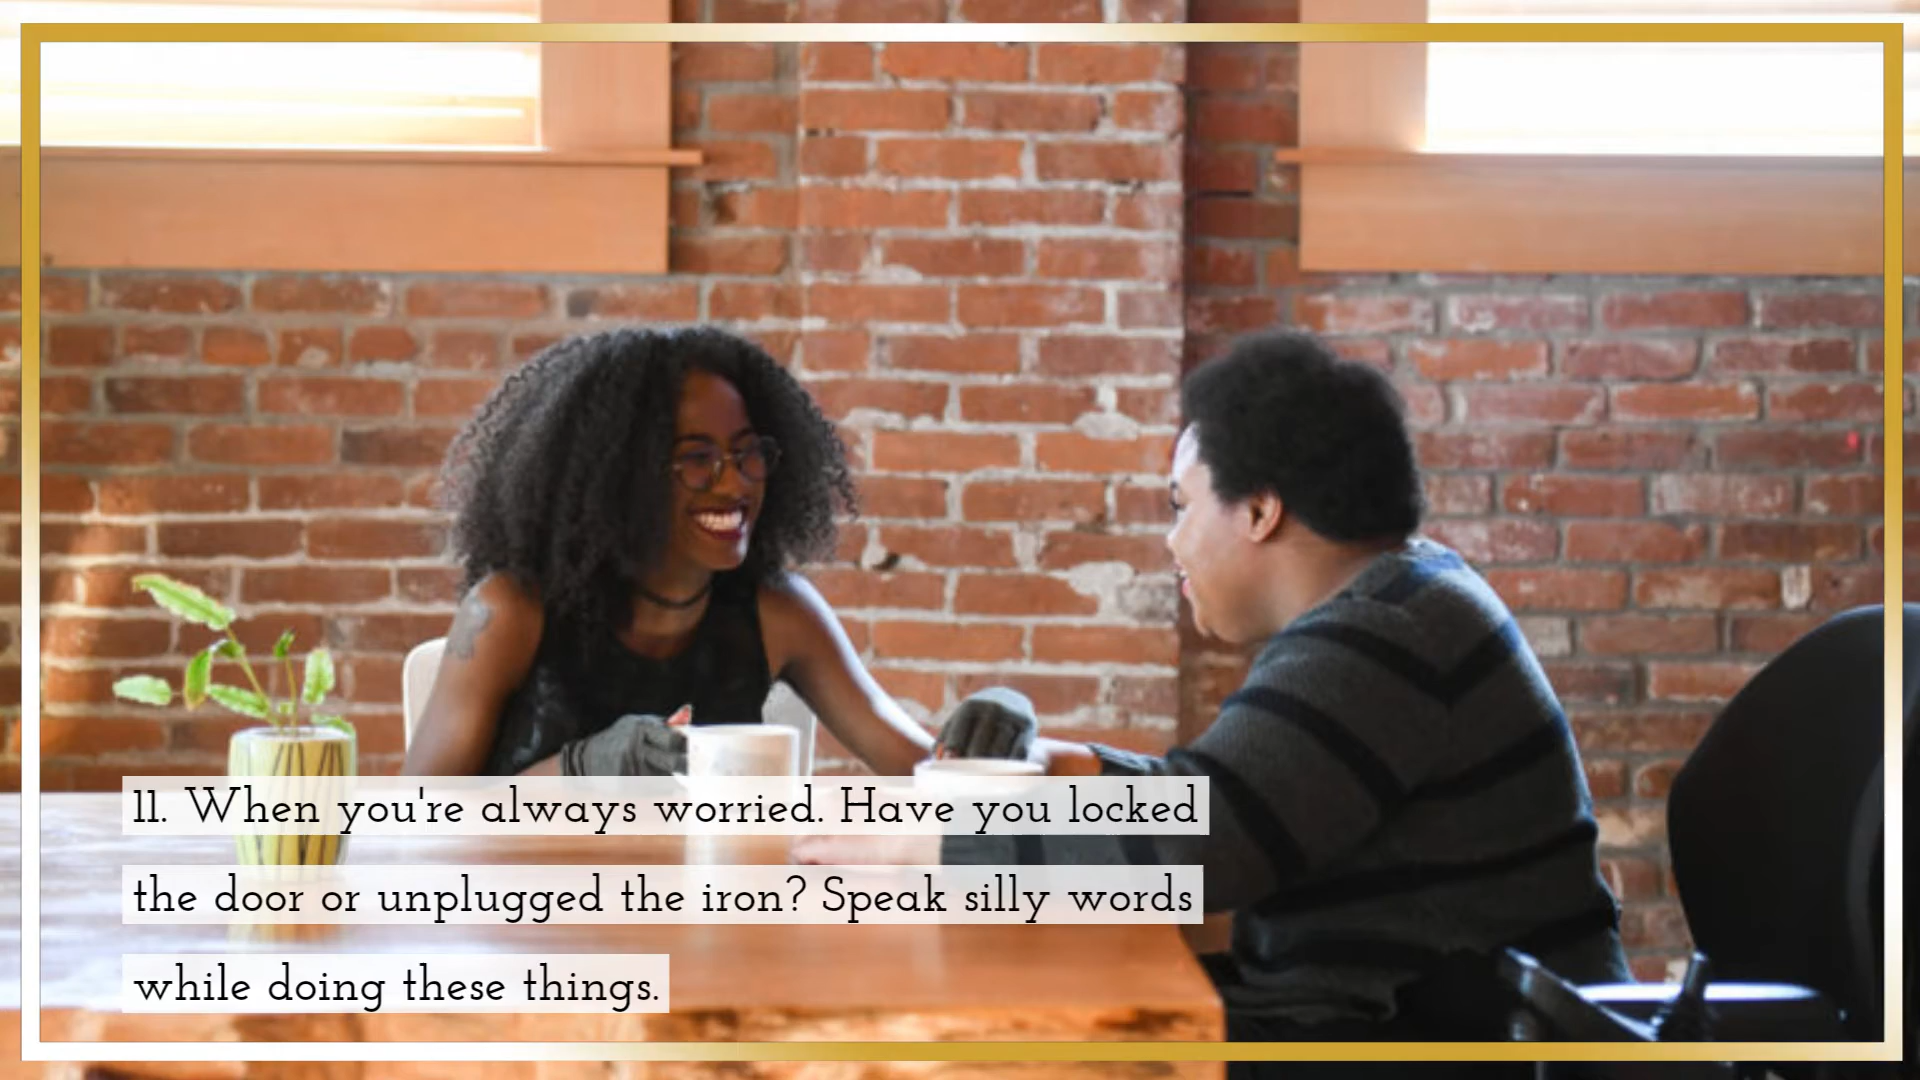 11. When you're always worried. Have you locked
the door or unplugged the iron? Speak silly words
while doing these things.